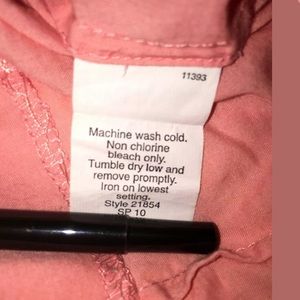 11393
Machine wash cold.
Non chlorine
bleach only.
Tumble dry low and
remove promptly.
Iron on lowest
setting.
Style 21854
SP 10